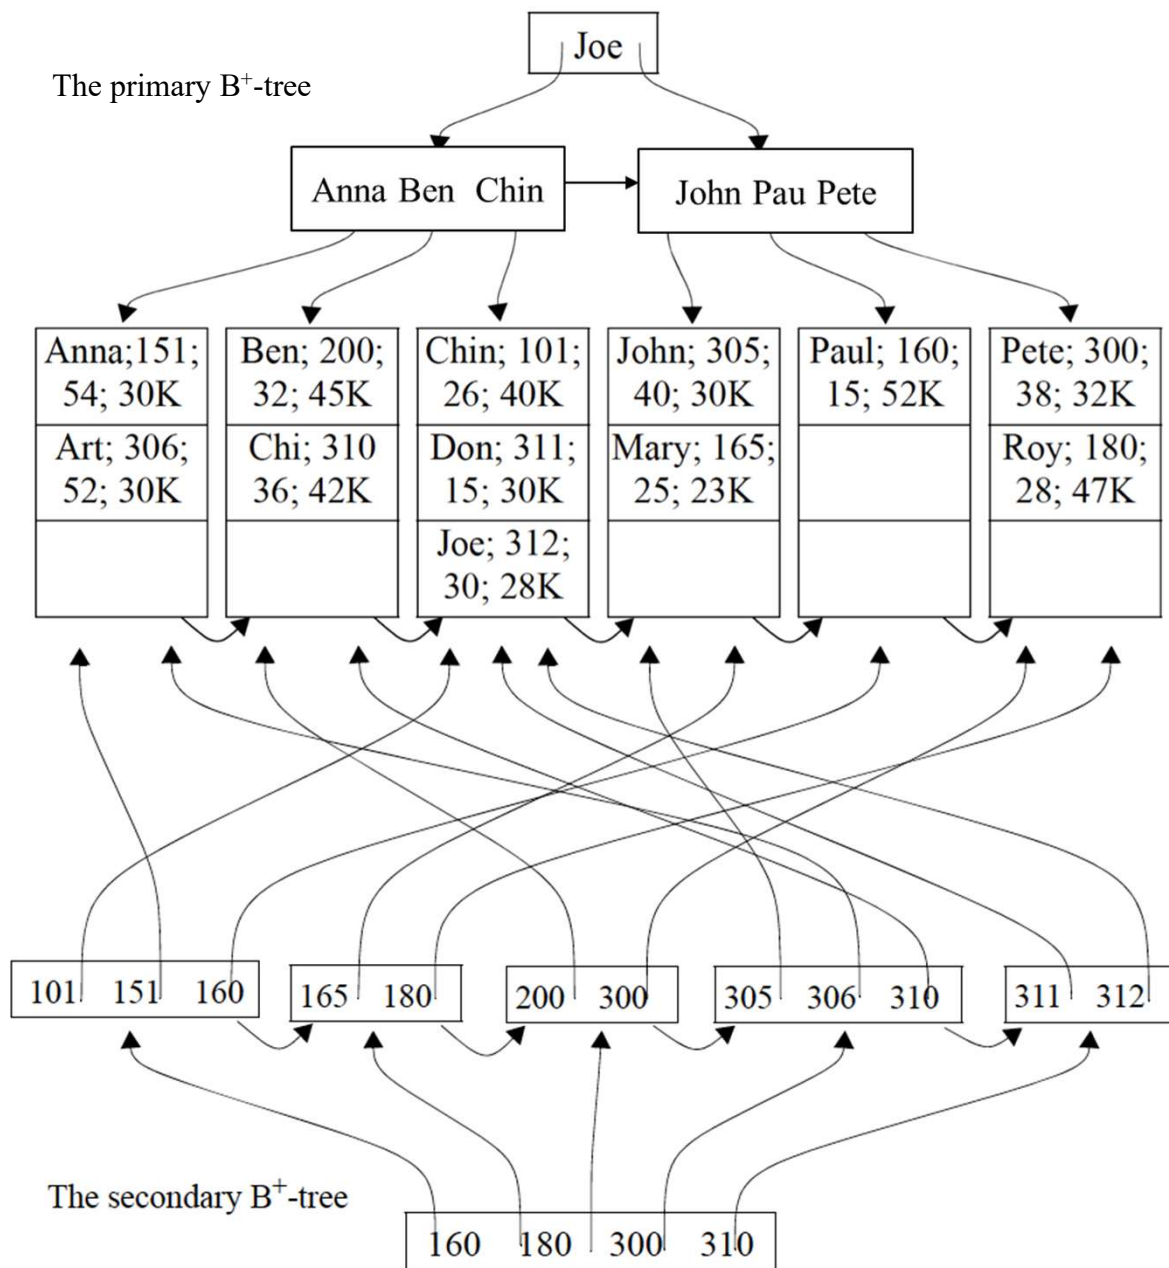 Joe
The primary B+-tree
Anna Ben Chin
John Pau Pete
Anna;151;
54; 30K
Art; 306;
52; 30K
Ben; 200;
32; 45K
Chi; 310
36; 42K
Chin; 101;
26; 40K
Don; 311;
15; 30K
Joe; 312;
30; 28K
John; 305;
40; 30K
Mary; 165;
25; 23K
Paul; 160;
15; 52K
Pete; 300;
38; 32K
Roy; 180;
28; 47K
101 151 160
165 180
200 300
305 306 310
311 312
The secondary B+-tree
160 180 300 310